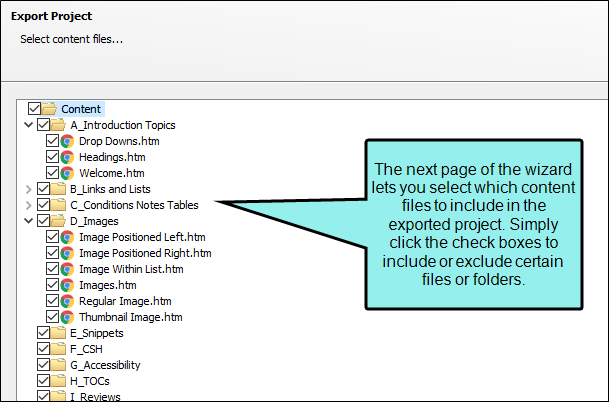 Export Project
Select content files...
Content
A_Introduction Topics
Drop Downs.htm
Headings.htm
Welcome.htm
B_Links and Lists
C_Conditions Notes Tables
D_Images
Image Positioned Left.htm
Image Positioned Right.htm
Image Within List.htm
Images.htm
Regular Image.htm
Thumbnail Image.htm
E_Snippets
F_CSH
G_Accessibility
H_TOCs
I_Reviews
The next page of the wizard
lets you select which content
files to include in the
exported project. Simply
click the check boxes to
include or exclude certain
files or folders.